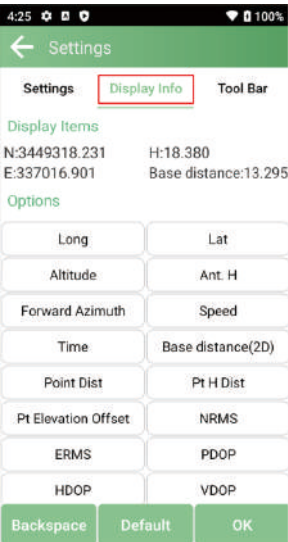 4:25 100%
Settings
Settings Display Info Tool Bar
Display Items
N:3449318.231 H:18.380
E:337016.901 Base distance:13.295
Options
Long Lat
Altitude Ant. H
Forward Azimuth Speed
Time Base distance(2D)
Point Dist Pt H Dist
Pt Elevation Offset NRMS
ERMS PDOP
HDOP VDOP
Backspace Default OK